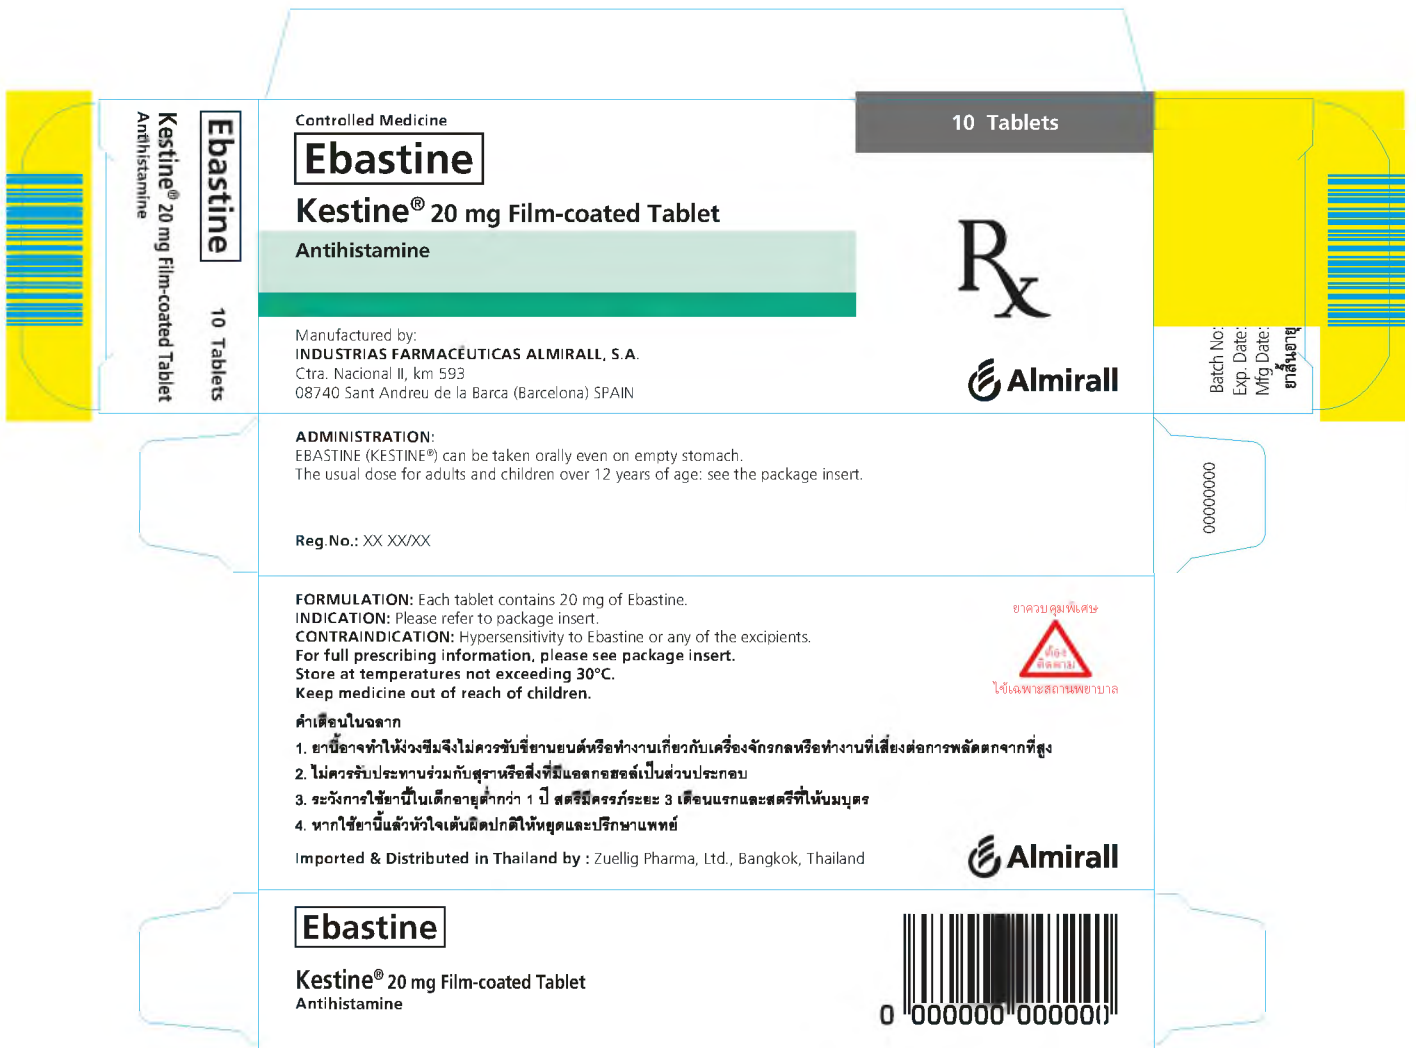 Ebastine
10 Tablets
Kestine® 20 mg Film-coated Tablet
Antihistamine
Controlled Medicine
Ebastine
Kestine® 20 mg Film-coated Tablet
Antihistamine
Manufactured by:
INDUSTRIAS FARMACÉUTICAS ALMIRALL, S.A.
Ctra. Nacional II, km 593
08740 Sant Andreu de la Barca (Barcelona) SPAIN
10 Tablets
Rx
Almirall
Batch No:
Exp. Date:
Mfg Date:
ยาสิ้นอายุ
ADMINISTRATION:
EBASTINE (KESTINE®) can be taken orally even on empty stomach.
The usual dose for adults and children over 12 years of age: see the package insert.
Reg.No.: XX XX/XX
00000000
FORMULATION: Each tablet contains 20 mg of Ebastine.
INDICATION: Please refer to package insert.
CONTRAINDICATION: Hypersensitivity to Ebastine or any of the excipients.
For full prescribing information, please see package insert.
Store at temperatures not exceeding 30°C.
Keep medicine out of reach of children.
ยาควบคุมพิเศษ
ต้อง
ติดตาม
ใช้เฉพาะสถานพยาบาล
คำเตือนในฉลาก
1. ยานี้อาจทำให้ง่วงซึมจึงไม่ควรขับขี่ยานยนต์หรือทำงานเกี่ยวกับเครื่องจักรกลหรือทำงานที่เสี่ยงต่อการพลัดตกจากที่สูง
2. ไม่ควรรับประทานร่วมกับสุราหรือสิ่งที่มีแอลกอฮอล์เป็นส่วนประกอบ
3. ระวังการใช้ยานี้ในเด็กอายุต่ำกว่า 1 ปี สตรีมีครรภ์ระยะ 3 เดือนแรกและสตรีที่ให้นมบุตร
4. หากใช้ยานี้แล้วหัวใจเต้นผิดปกติให้หยุดและปรึกษาแพทย์
Imported & Distributed in Thailand by : Zuellig Pharma, Ltd., Bangkok, Thailand
Almirall
Ebastine
Kestine® 20 mg Film-coated Tablet
Antihistamine
0 000000 000000